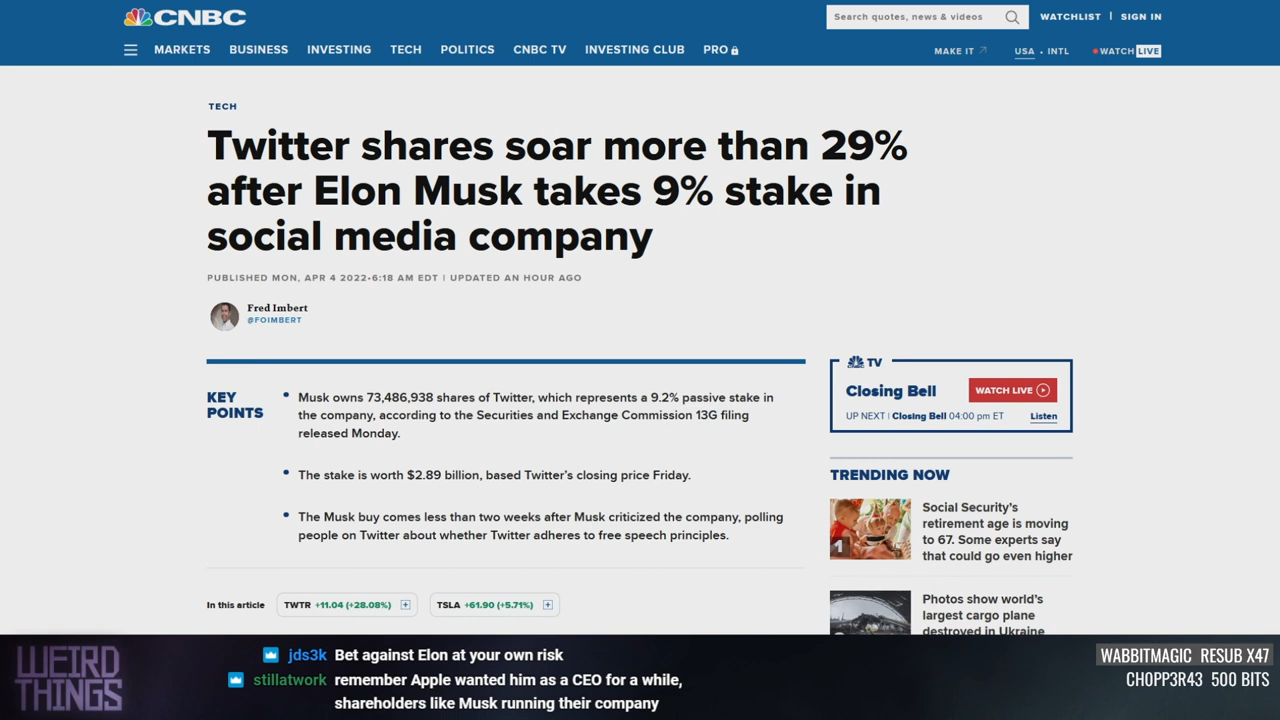 CNBC
Search quotes, news & videos
WATCHLIST | SIGN IN
MARKETS BUSINESS INVESTING TECH POLITICS CNBC TV INVESTING CLUB PRO
MAKE IT USA • INTL WATCH LIVE
TECH
Twitter shares soar more than 29%
after Elon Musk takes 9% stake in
social media company
PUBLISHED MON, APR 4 2022•6:18 AM EDT | UPDATED AN HOUR AGO
Fred Imbert
@FOIMBERT
KEY
POINTS
• Musk owns 73,486,938 shares of Twitter, which represents a 9.2% passive stake in
the company, according to the Securities and Exchange Commission 13G filing
released Monday.
• The stake is worth $2.89 billion, based Twitter's closing price Friday.
• The Musk buy comes less than two weeks after Musk criticized the company, polling
people on Twitter about whether Twitter adheres to free speech principles.
In this article
TWTR +11.04 (+28.08%) +
TSLA +61.90 (+5.71%) +
TV
Closing Bell
WATCH LIVE
UP NEXT | Closing Bell 04:00 pm ET
Listen
TRENDING NOW
1
Social Security's
retirement age is moving
to 67. Some experts say
that could go even higher
Photos show world's
largest cargo plane
destroyed in Ukraine
WEIRD
THINGS
jds3k Bet against Elon at your own risk
stillatwork remember Apple wanted him as a CEO for a while,
shareholders like Musk running their company
WABBITMAGIC RESUB X47
CHOPP3R43 500 BITS